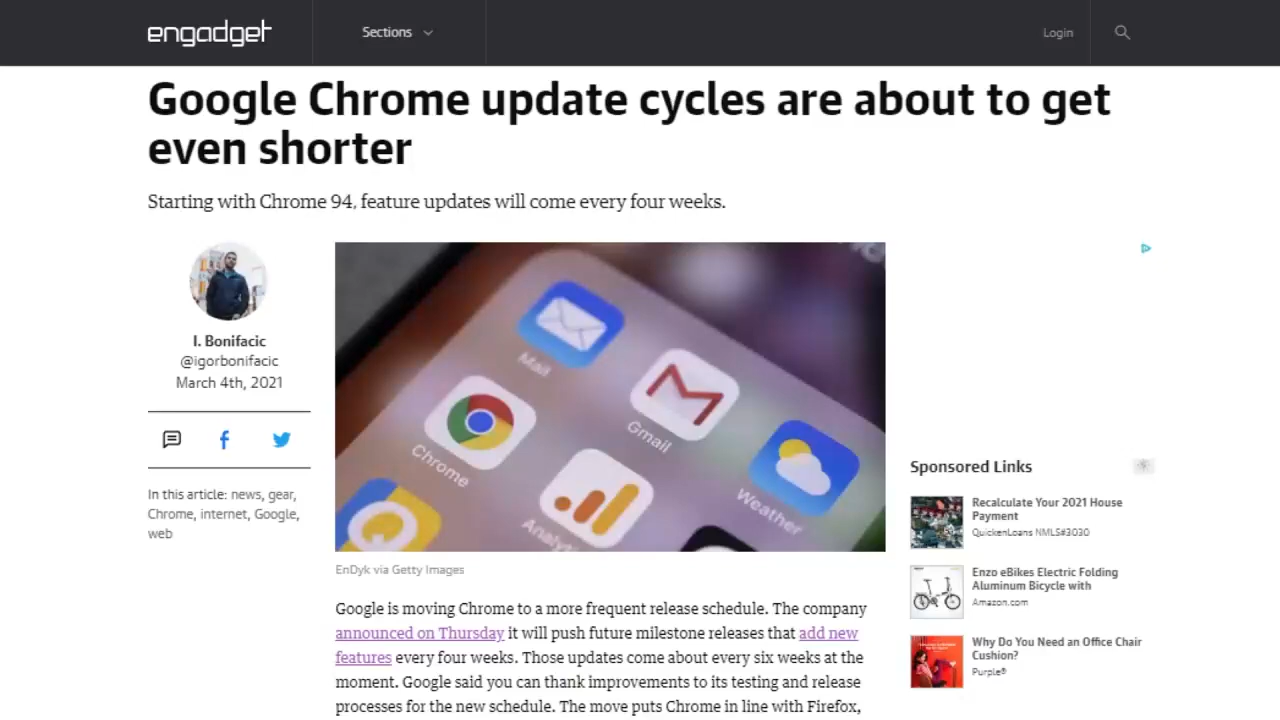 engadget
Sections
Login
Google Chrome update cycles are about to get
even shorter
Starting with Chrome 94, feature updates will come every four weeks.
I. Bonifacic
@igorbonifacic
March 4th, 2021
In this article: news, gear,
Chrome, internet, Google,
web
Mail
Gmail
Chrome
Weather
EnDyk via Getty Images
Google is moving Chrome to a more frequent release schedule. The company
announced on Thursday it will push future milestone releases that add new
features every four weeks. Those updates come about every six weeks at the
moment. Google said you can thank improvements to its testing and release
processes for the new schedule. The move puts Chrome in line with Firefox,
Sponsored Links
Recalculate Your 2021 House
Payment
QuickenLoans NMLS#3030
Enzo eBikes Electric Folding
Aluminum Bicycle with
Amazon.com
Why Do You Need an Office Chair
Cushion?
Purple®